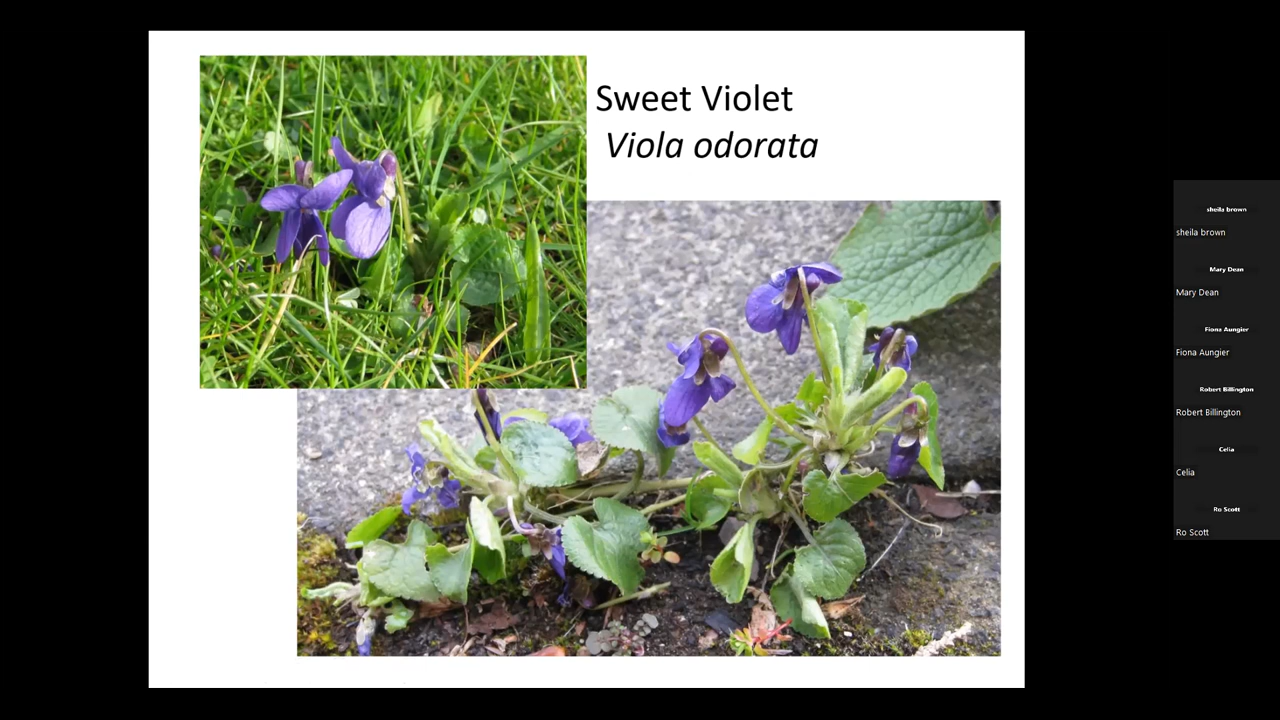 Sweet Violet
Viola odorata
sheila brown
sheila brown
Mary Dean
Mary Dean
Fiona Aungier
Fiona Aungier
Robert Billington
Robert Billington
Celia
Celia
Ro Scott
Ro Scott